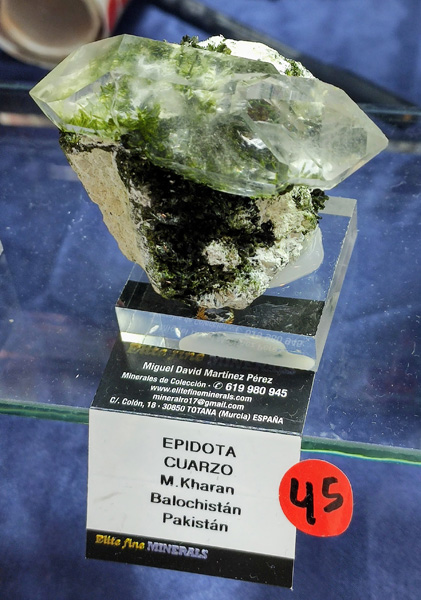 Miguel David Martínez Pérez
Minerales de Colección - ✆ 619 980 945
www.elitefineminerals.com
mineralro17@gmail.com
C/. Colón, 18 - 30850 TOTANA (Murcia) ESPAÑA
EPIDOTA
CUARZO
M.Kharan
Balochistán
Pakistán
45
Elite fine MINERALS